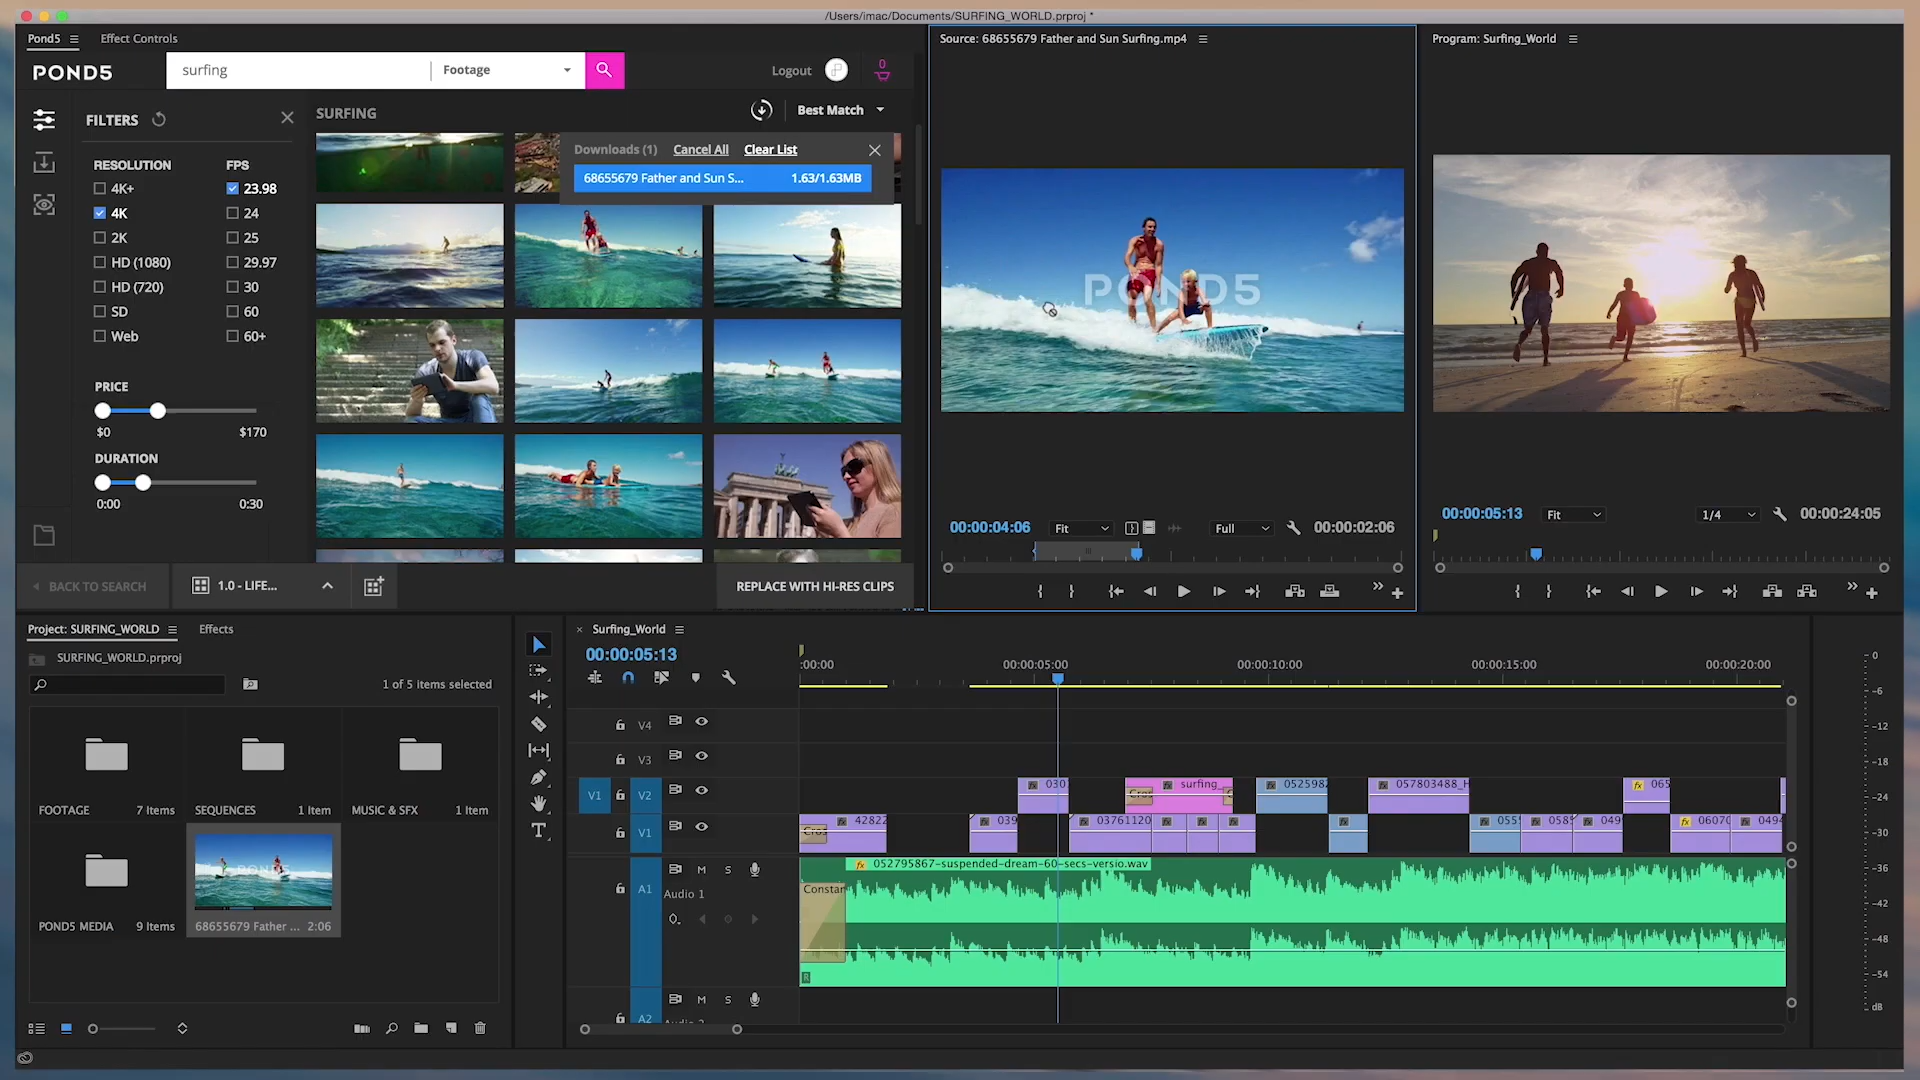 /Users/imac/Documents/SURFING_WORLD.prproj *
Pond5
Effect Controls
POND5
surfing
Footage
Logout
0
FILTERS
RESOLUTION
FPS
4K+
23.98
4K
24
2K
25
HD (1080)
29.97
HD (720)
30
SD
60
Web
60+
PRICE
$0
$170
DURATION
0:00
0:30
SURFING
Best Match
Downloads (1)
Cancel All
Clear List
68655679 Father and Sun S...
1.63/1.63MB
BACK TO SEARCH
1.0 - LIFE...
REPLACE WITH HI-RES CLIPS
Source: 68655679 Father and Sun Surfing.mp4
POND5
00:00:04:06
Fit
Full
00:00:02:06
Program: Surfing_World
00:00:05:13
Fit
1/4
00:00:24:05
Project: SURFING_WORLD
Effects
SURFING_WORLD.prproj
1 of 5 items selected
FOOTAGE
7 Items
SEQUENCES
1 Item
MUSIC & SFX
1 Item
POND5 MEDIA
9 Items
68655679 Father ...
2:06
Surfing_World
00:00:05:13
:00:00
00:00:05:00
00:00:10:00
00:00:15:00
00:00:20:00
V4
V3
V1
V2
030
surfing_
Cros
052598
057803488_H
065
V1
Cros
42822
039
03761120
055
058
049
06070
0494
052795867-suspended-dream-60-secs-versio.wav
A1
M
S
Audio 1
Constan
A2
M
S
0
-6
-12
-18
-24
-30
-36
-42
-48
-54
dB